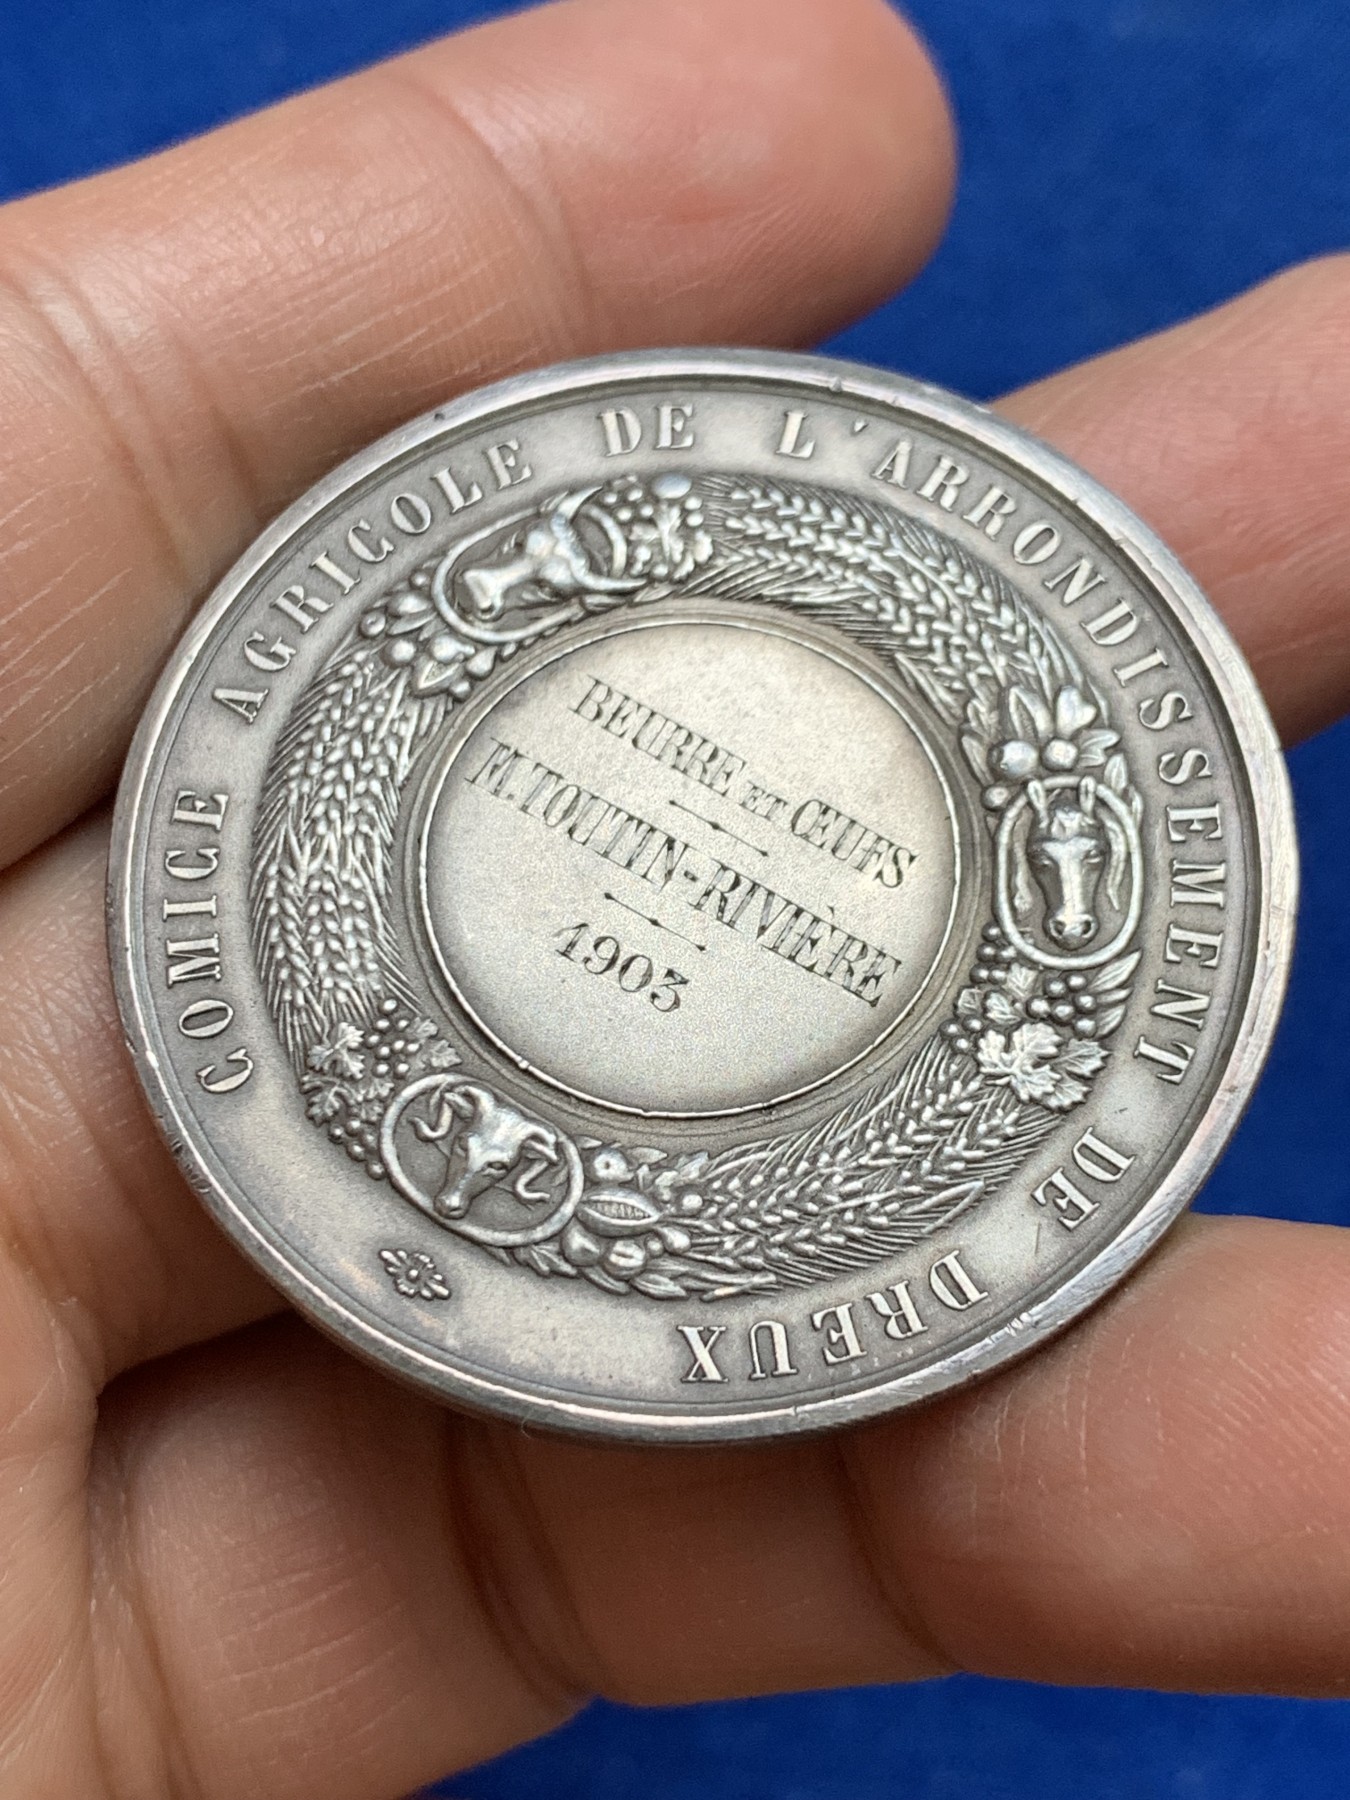 COMICE AGRICOLE DE L'ARRONDISSEMENT DE DREUX
BEURRE ET ŒUFS
M. TOUTIN-RIVIÈRE
1903